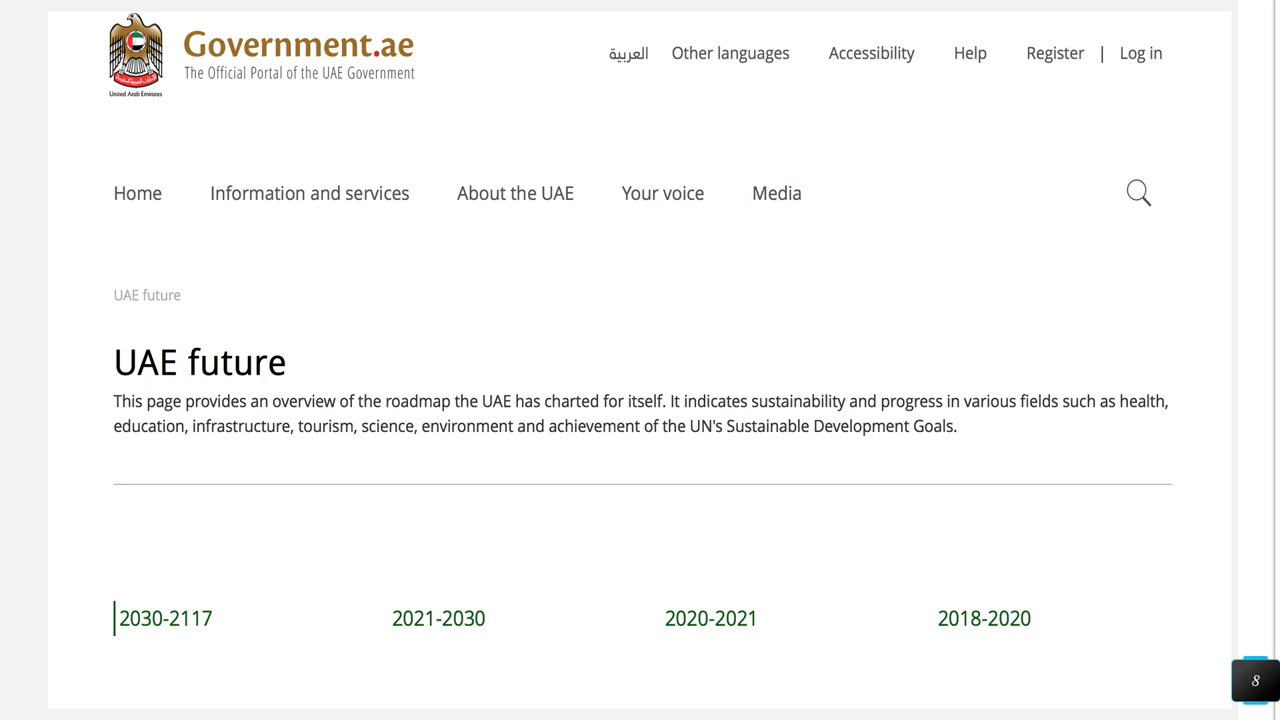 Government.ae
The Official Portal of the UAE Government
United Arab Emirates
العربية Other languages Accessibility Help Register | Log in
Home Information and services About the UAE Your voice Media
UAE future
UAE future
This page provides an overview of the roadmap the UAE has charted for itself. It indicates sustainability and progress in various fields such as health,
education, infrastructure, tourism, science, environment and achievement of the UN's Sustainable Development Goals.
2030-2117 2021-2030 2020-2021 2018-2020
8